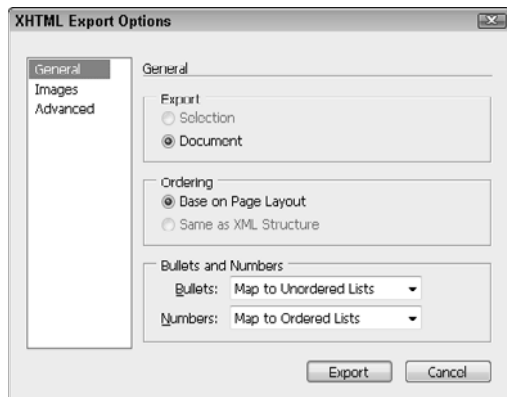 XHTML Export Options
General
Images
Advanced
General
Export
Selection
Document
Ordering
Base on Page Layout
Same as XML Structure
Bullets and Numbers
Bullets: Map to Unordered Lists
Numbers: Map to Ordered Lists
Export Cancel